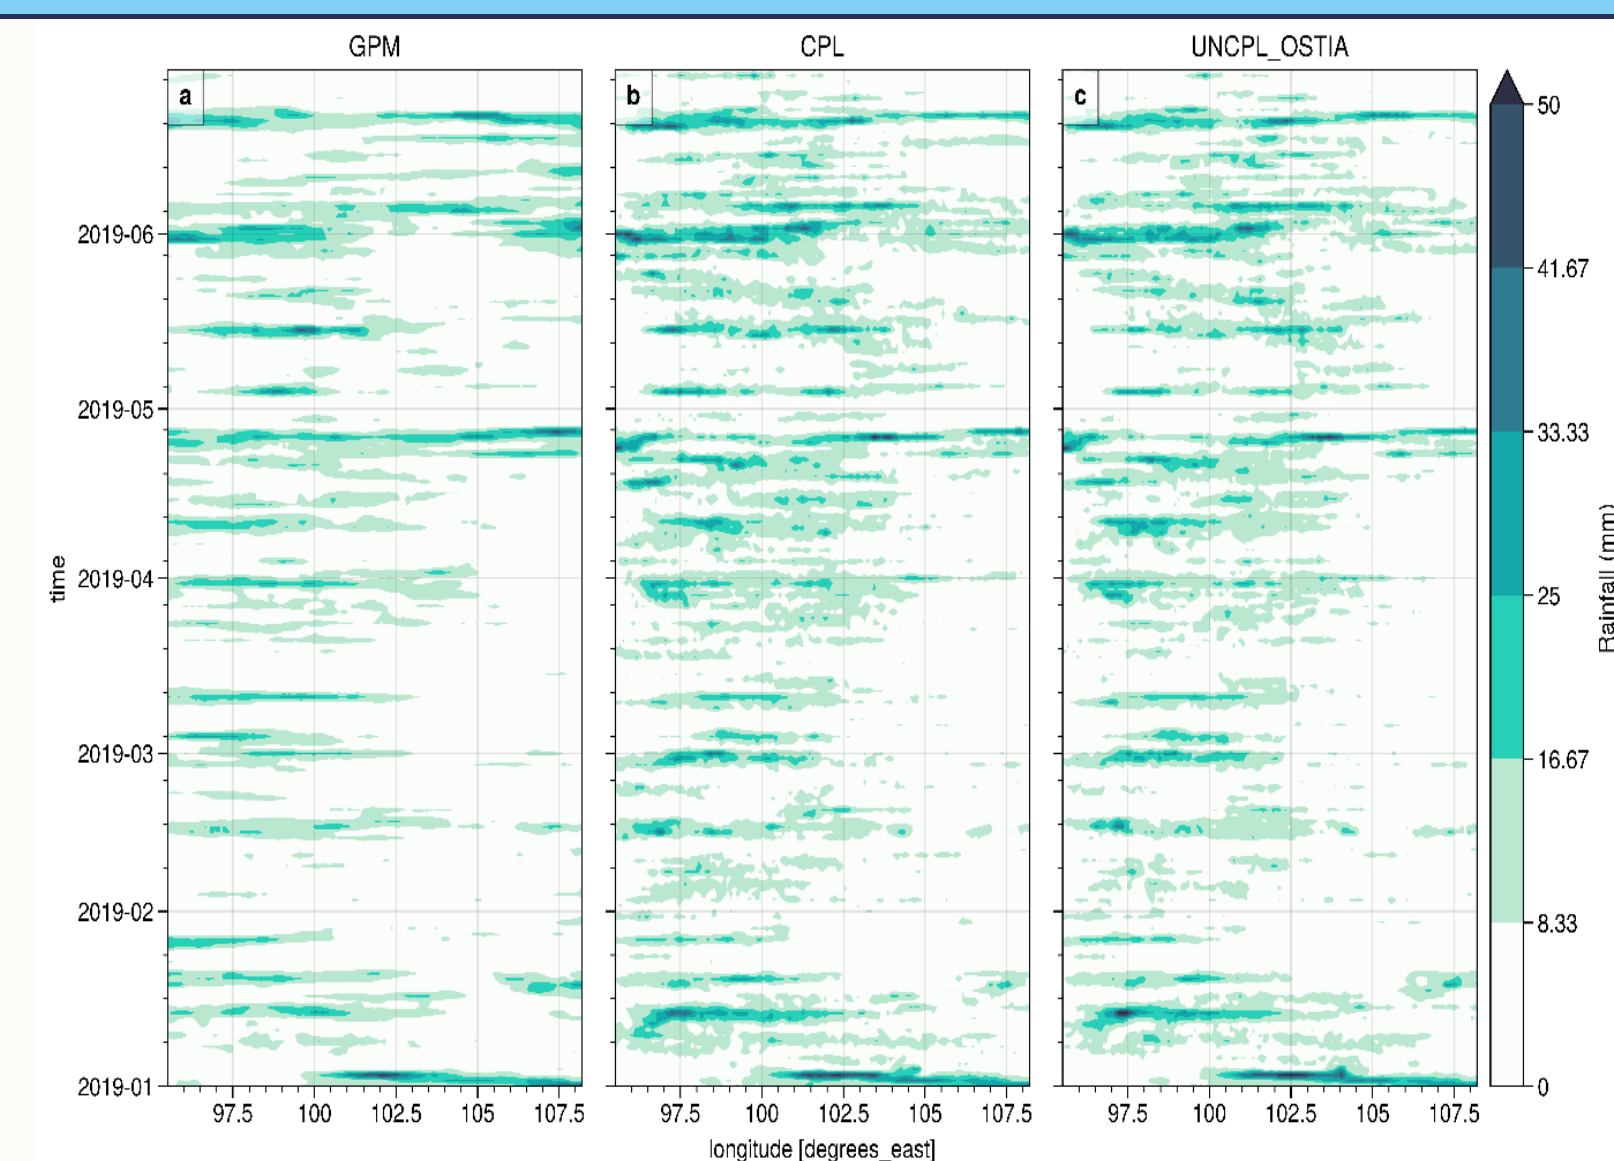 GPM CPL UNCPL_OSTIA
a b c
50
41.67
33.33
25
16.67
8.33
0
Rainfall (mm)
time
2019-06
2019-05
2019-04
2019-03
2019-02
2019-01
97.5 100 102.5 105 107.5 97.5 100 102.5 105 107.5 97.5 100 102.5 105 107.5
longitude [degrees_east]